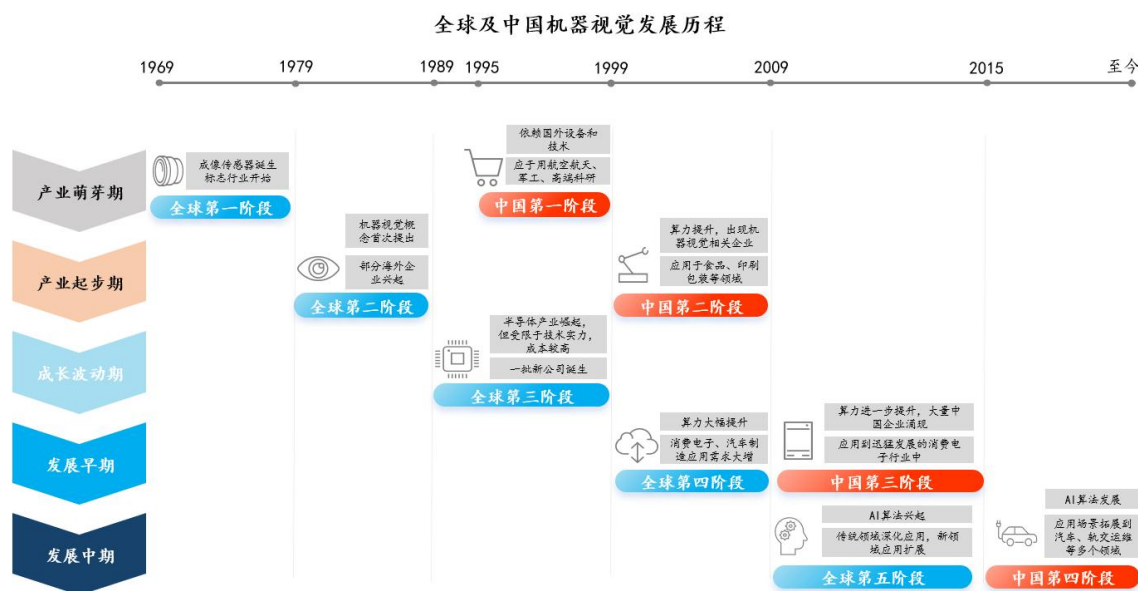 全球及中国机器视觉发展历程
1969
1979
1989
1995
1999
2009
2015
至今
产业萌芽期
成像传感器诞生
标志行业开始
全球第一阶段
依赖国外设备和
技术
应于用航空航天、
军工、高端科研
中国第一阶段
产业起步期
机器视觉概
念首次提出
部分海外企
业兴起
全球第二阶段
算力提升，出现机
器视觉相关企业
应用于食品、印刷
包装等领域
中国第二阶段
成长波动期
半导体产业崛起，
但受限于技术实力，
成本较高
一批新公司诞生
全球第三阶段
发展早期
算力大幅提升
消费电子、汽车制
造应用需求大增
全球第四阶段
算力进一步提升，大量中
国企业涌现
应用到迅猛发展的消费电
子行业中
中国第三阶段
发展中期
AI算法兴起
传统领域深化应用，新领
域应用扩展
全球第五阶段
AI算法发展
应用场景拓展到
汽车、轨交运维
等多个领域
中国第四阶段